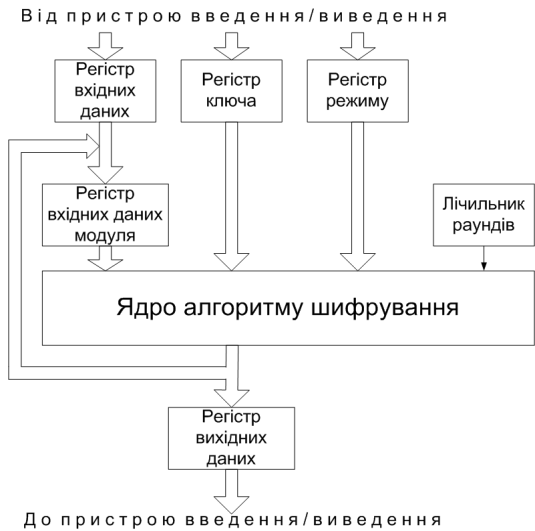 Від пристрою введення/виведення
Регістр
вхідних
даних
Регістр
ключа
Регістр
режиму
Регістр
вхідних даних
модуля
Лічильник
раундів
Ядро алгоритму шифрування
Регістр
вихідних
даних
До пристрою введення/виведення